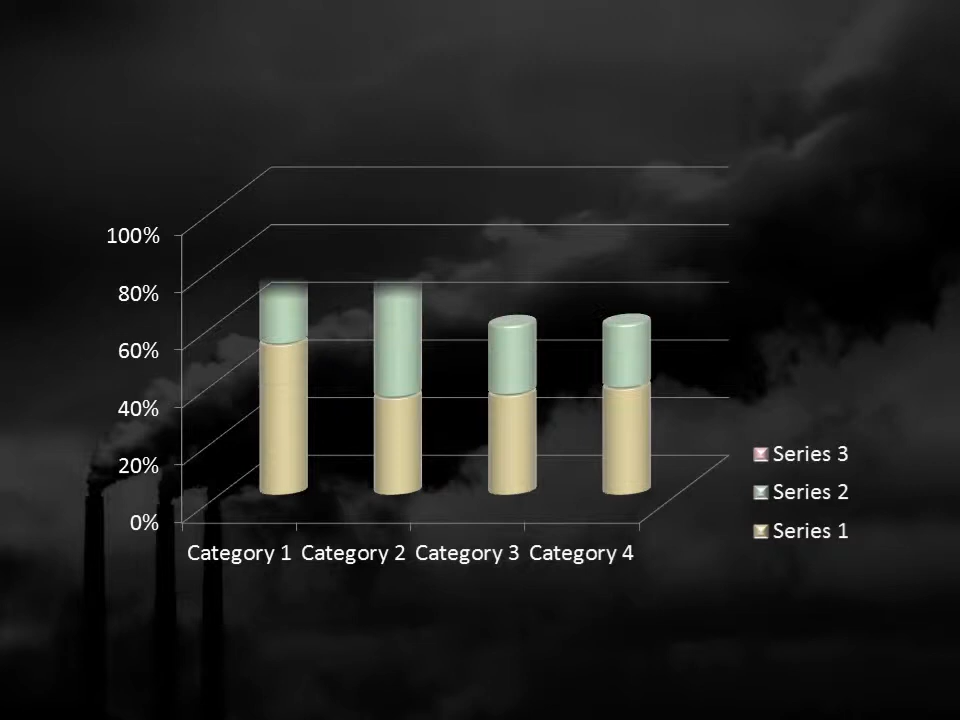 100%
80%
60%
40%
20%
0%
Category 1 Category 2 Category 3 Category 4
Series 3
Series 2
Series 1